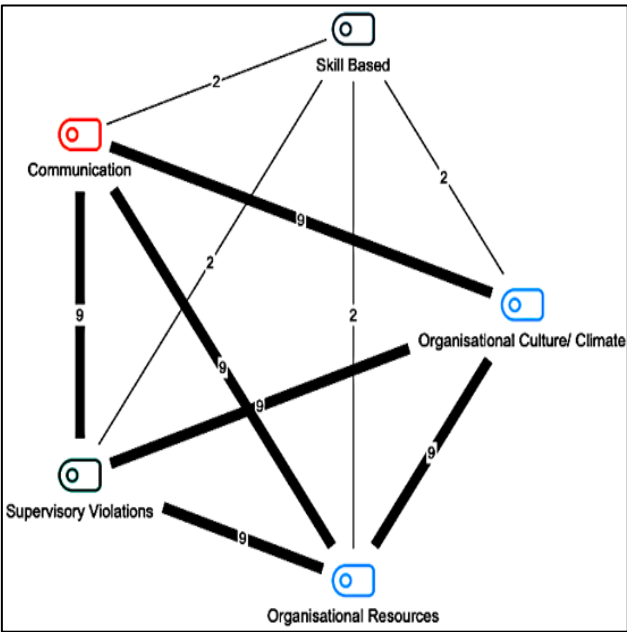 Skill Based
2
Communication
2
9
2
9
2
Organisational Culture/ Climate
9
9
9
Supervisory Violations
9
Organisational Resources